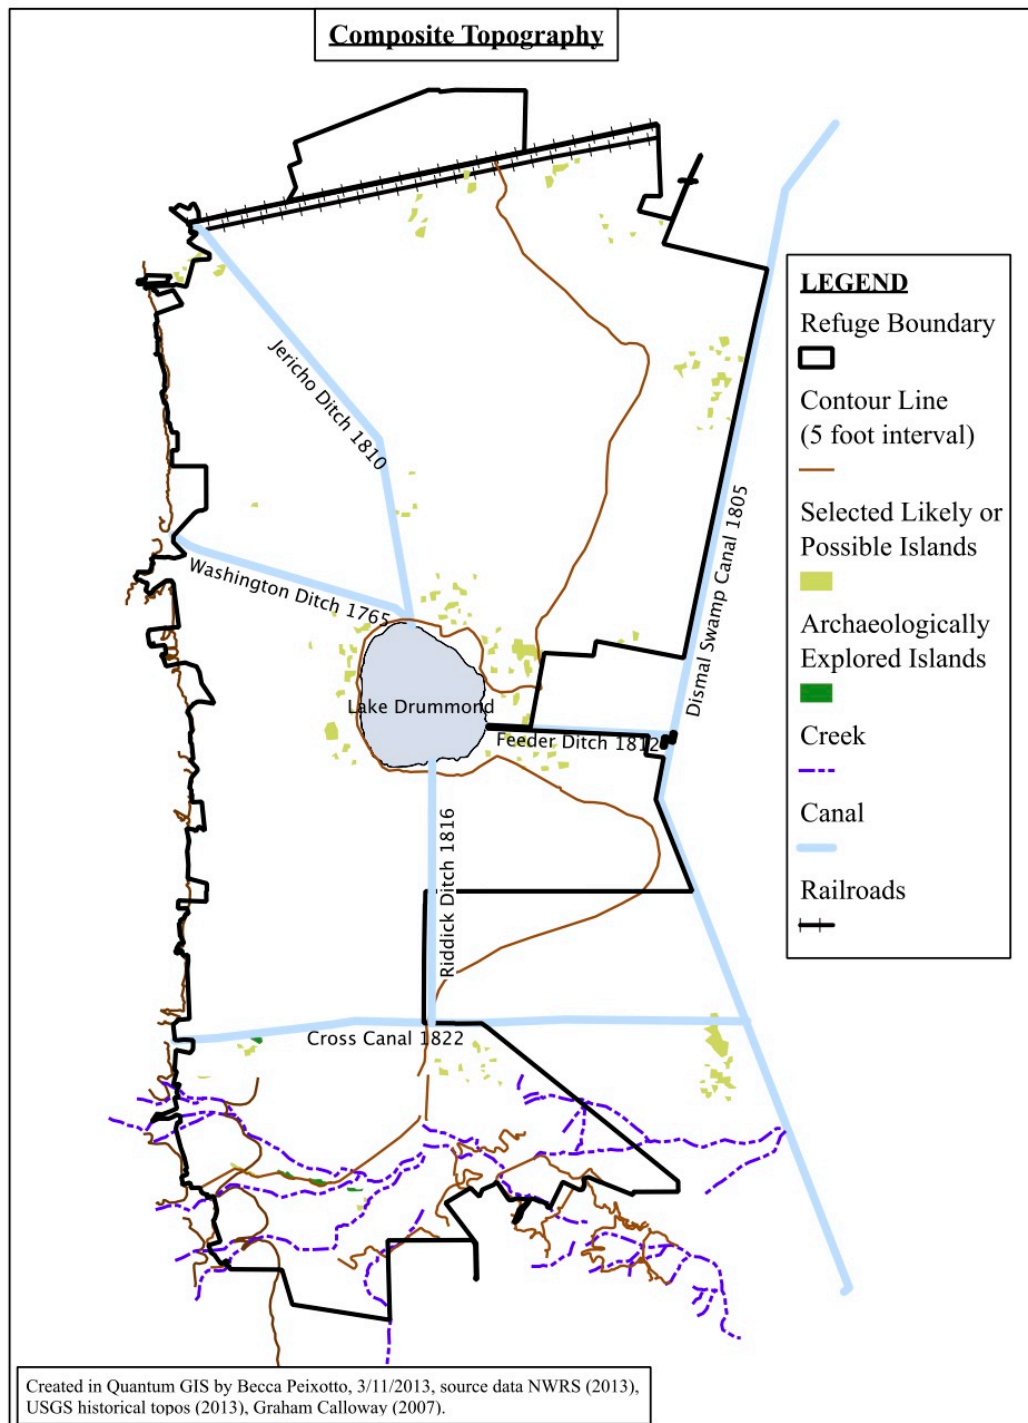 Composite Topography
LEGEND
Refuge Boundary
Contour Line
(5 foot interval)
Selected Likely or
Possible Islands
Archaeologically
Explored Islands
Creek
Canal
Railroads
Jericho Ditch 1810
Washington Ditch 1765
Dismal Swamp Canal 1805
Lake Drummond
Feeder Ditch 1812
Riddick Ditch 1816
Cross Canal 1822
Created in Quantum GIS by Becca Peixotto, 3/11/2013, source data NWRS (2013),
USGS historical topos (2013), Graham Calloway (2007).